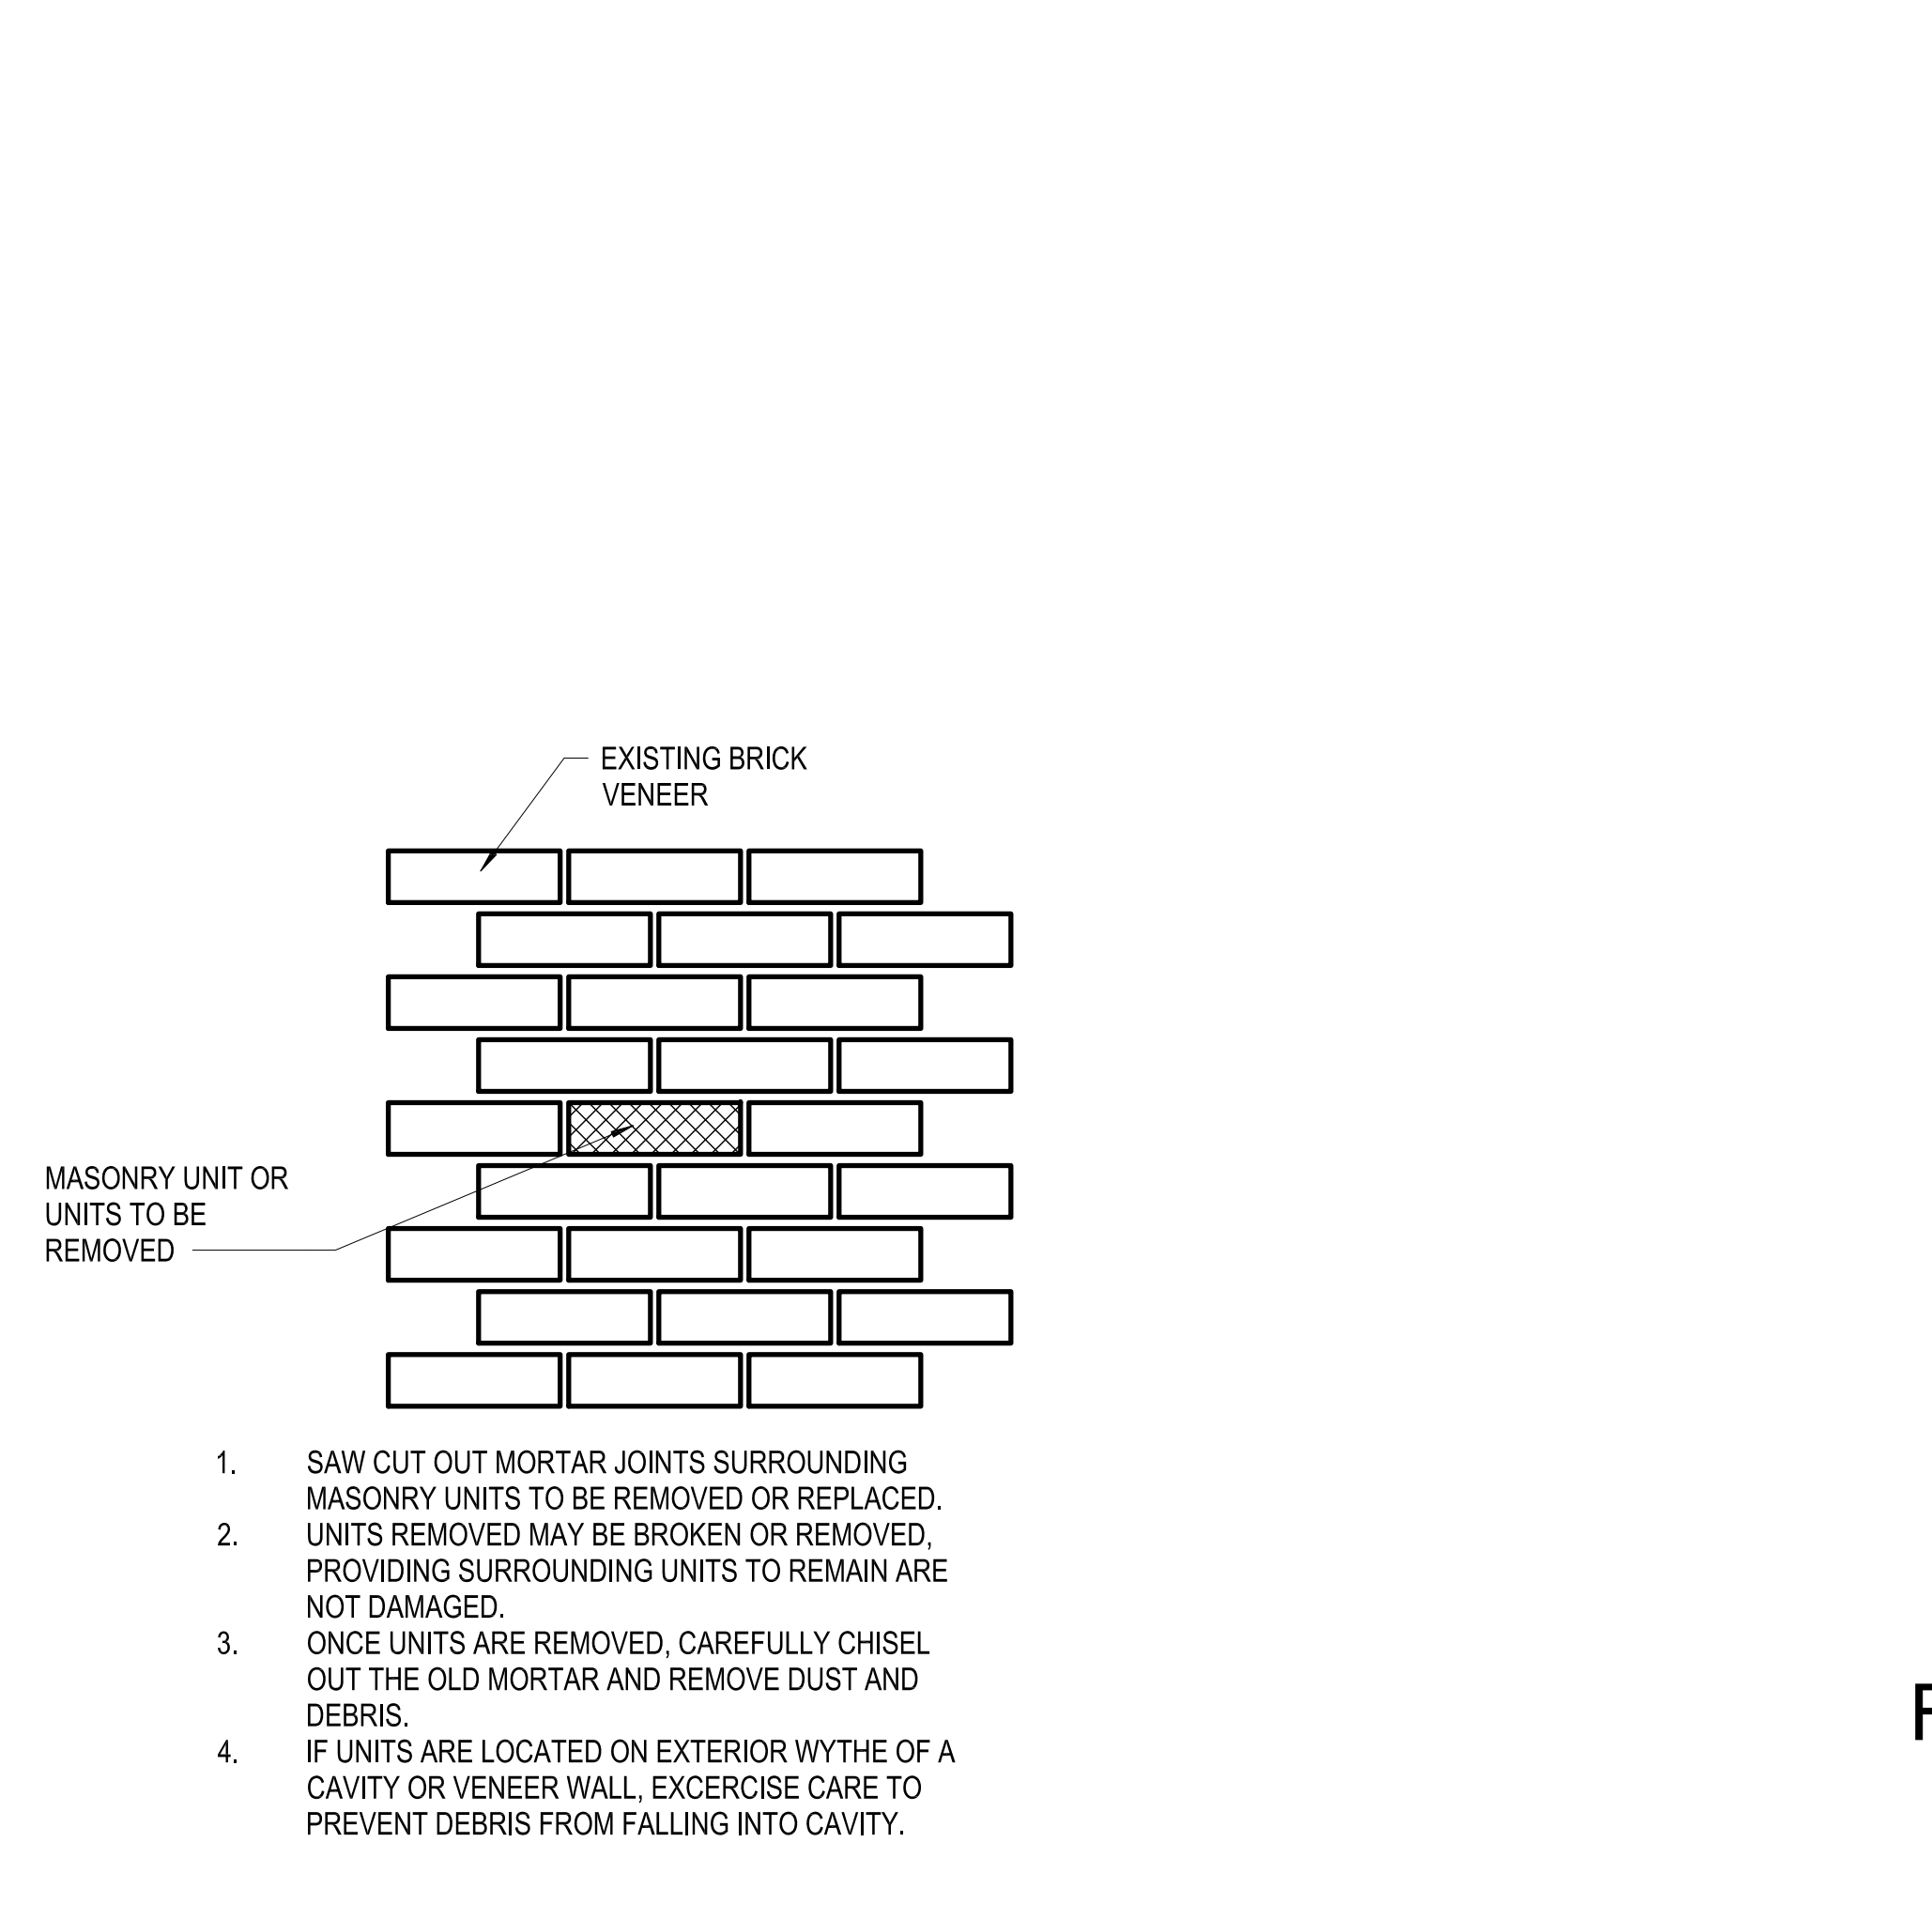 EXISTING BRICK
VENEER
MASONRY UNIT OR
UNITS TO BE
REMOVED
1. SAW CUT OUT MORTAR JOINTS SURROUNDING
MASONRY UNITS TO BE REMOVED OR REPLACED.
2. UNITS REMOVED MAY BE BROKEN OR REMOVED,
PROVIDING SURROUNDING UNITS TO REMAIN ARE
NOT DAMAGED.
3. ONCE UNITS ARE REMOVED, CAREFULLY CHISEL
OUT THE OLD MORTAR AND REMOVE DUST AND
DEBRIS.
4. IF UNITS ARE LOCATED ON EXTERIOR WYTHE OF A
CAVITY OR VENEER WALL, EXCERCISE CARE TO
PREVENT DEBRIS FROM FALLING INTO CAVITY.